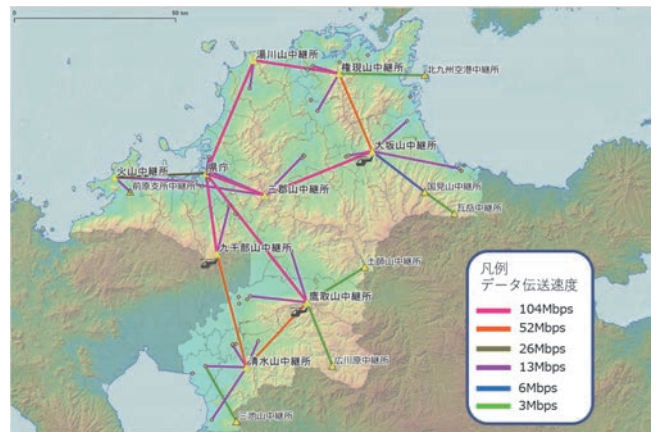 0
50 km
湯川山中継所
権現山中継所
北九州空港中継所
大坂山中継所
火山中継所
県庁
前原支所中継所
三郡山中継所
国見山中継所
瓦岳中継所
九千部山中継所
土師山中継所
鷹取山中継所
清水山中継所
広川原中継所
三池山中継所
凡例
データ伝送速度
104Mbps
52Mbps
26Mbps
13Mbps
6Mbps
3Mbps